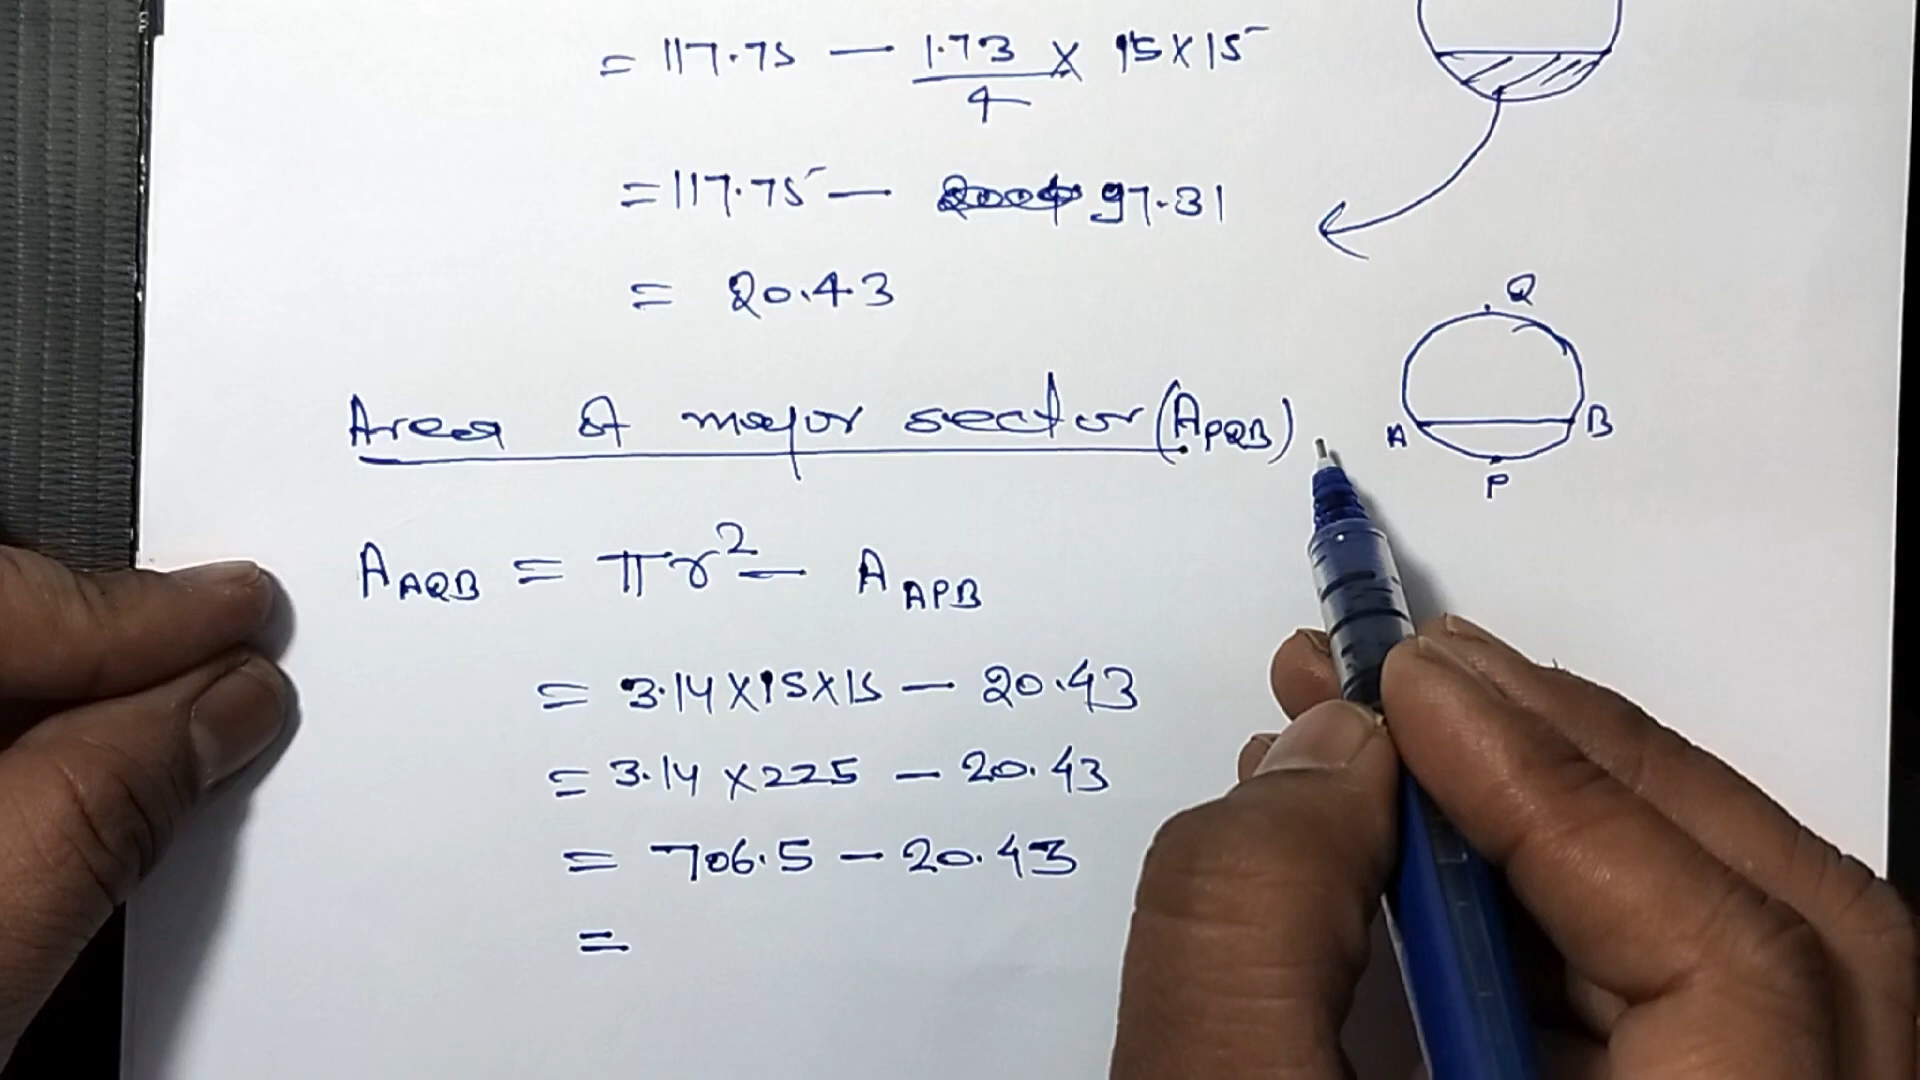 = 117.75 — 1.73/4 × 15×15
= 117.75 — 97.31
= 20.43
Q
A B
P
Area of major sector (APQB)
AAQB = πr² — AAPB
= 3.14×15×15 — 20.43
= 3.14 ×225 — 20.43
= 706.5 — 20.43
=